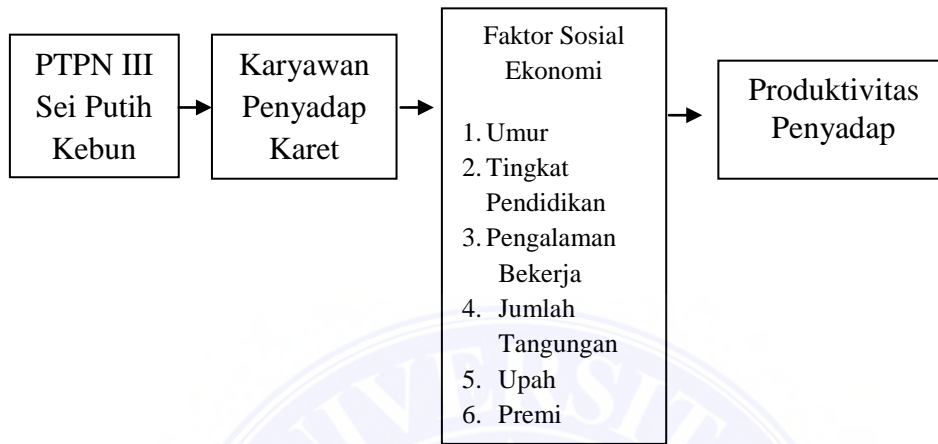 PTPN III
Sei Putih
Kebun
Karyawan
Penyadap
Karet
Faktor Sosial
Ekonomi
1. Umur
2. Tingkat
Pendidikan
3. Pengalaman
Bekerja
4. Jumlah
Tangungan
5. Upah
6. Premi
Produktivitas
Penyadap